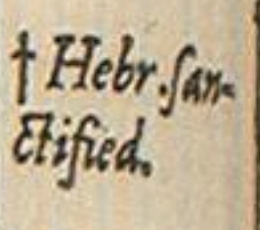 † Hebr. ſan-
ctified.